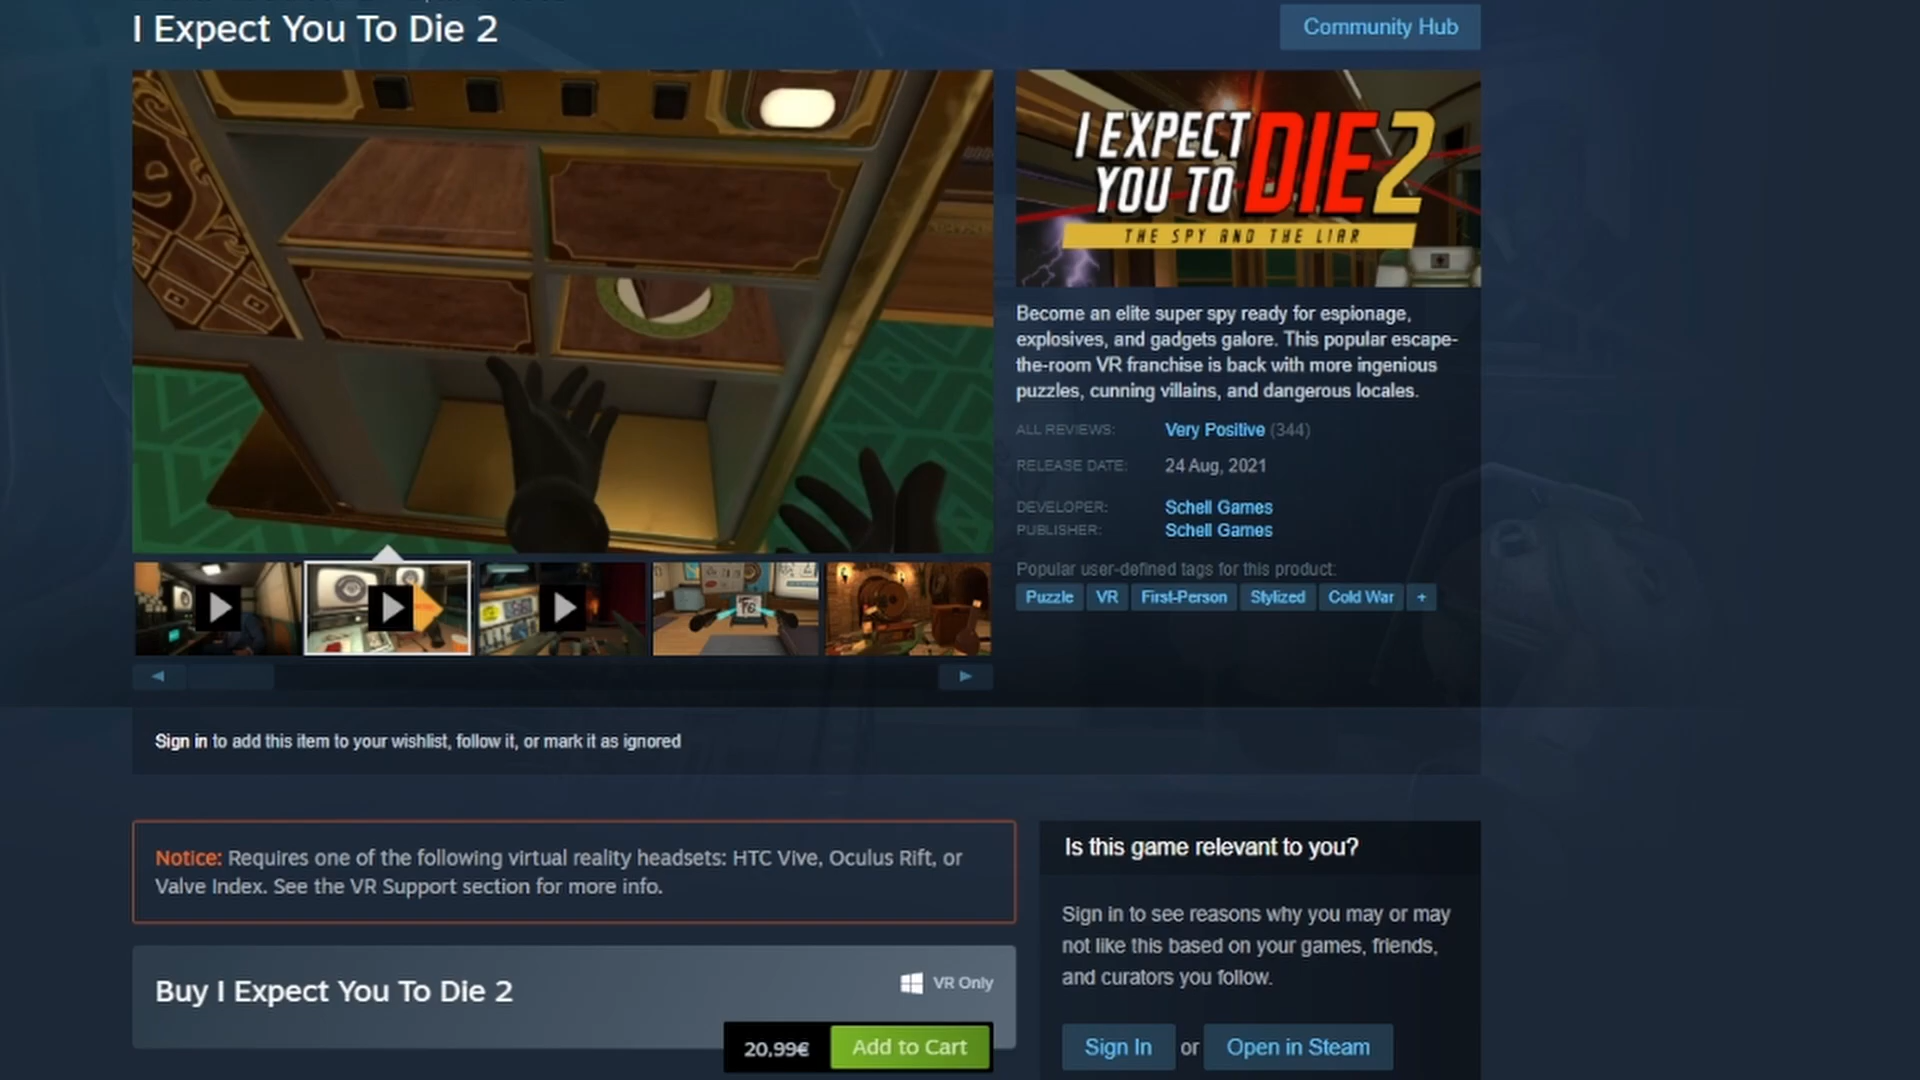 I Expect You To Die 2
Community Hub
I EXPECT
YOU TO
DIE 2
THE SPY AND THE LIAR
Become an elite super spy ready for espionage,
explosives, and gadgets galore. This popular escape-
the-room VR franchise is back with more ingenious
puzzles, cunning villains, and dangerous locales.
ALL REVIEWS: Very Positive (344)
RELEASE DATE: 24 Aug, 2021
DEVELOPER: Schell Games
PUBLISHER: Schell Games
Popular user-defined tags for this product:
Puzzle VR First-Person Stylized Cold War +
Sign in to add this item to your wishlist, follow it, or mark it as ignored
Notice: Requires one of the following virtual reality headsets: HTC Vive, Oculus Rift, or
Valve Index. See the VR Support section for more info.
Buy I Expect You To Die 2
VR Only
20,99€ Add to Cart
Is this game relevant to you?
Sign in to see reasons why you may or may
not like this based on your games, friends,
and curators you follow.
Sign In or Open in Steam